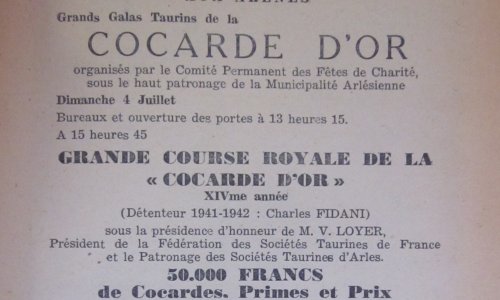 Grands Galas Taurins de la
COCARDE D'OR
organisés par le Comité Permanent des Fêtes de Charité,
sous le haut patronage de la Municipalité Arlésienne
Dimanche 4 Juillet
Bureaux et ouverture des portes à 13 heures 15.
A 15 heures 45
GRANDE COURSE ROYALE DE LA
« COCARDE D'OR »
XIVme année
(Détenteur 1941-1942 : Charles FIDANI)
sous la présidence d'honneur de M. V. LOYER,
Président de la Fédération des Sociétés Taurines de France
et le Patronage des Sociétés Taurines d'Arles.
50.000 FRANCS
de Cocardes, Primes et Prix